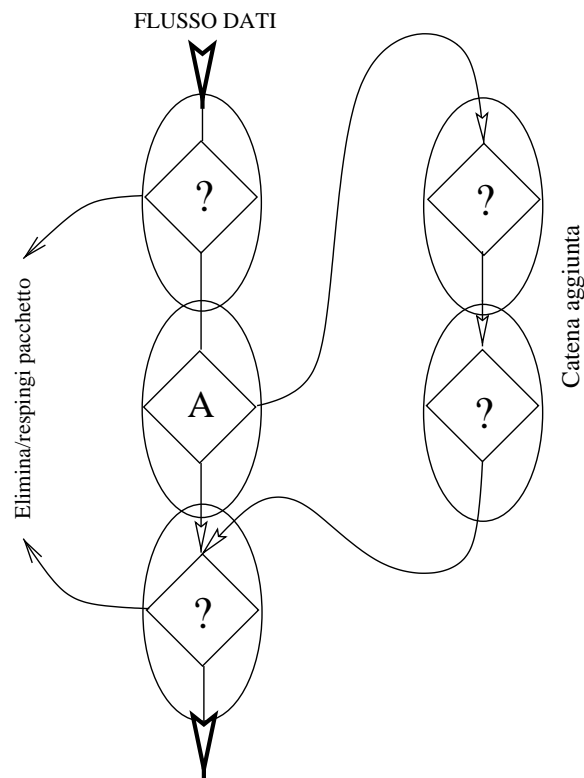 FLUSSO DATI
?
?
A
?
?
Elimina/respingi pacchetto
Catena aggiunta